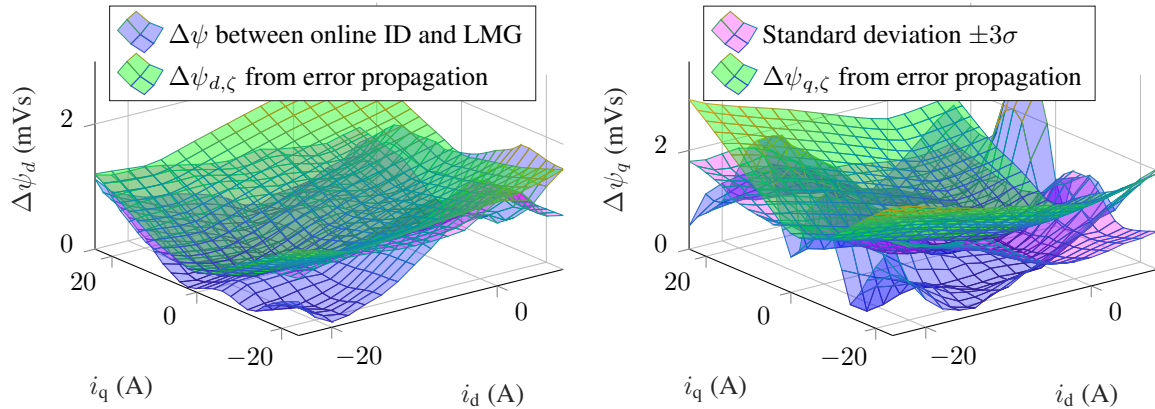 Δψ between online ID and LMG
Δψ_{d,ζ} from error propagation
2
0
Δψ_d (mVs)
20
0
−20
i_q (A)
−20
0
i_d (A)
Standard deviation ±3σ
Δψ_{q,ζ} from error propagation
2
0
Δψ_q (mVs)
20
0
−20
i_q (A)
−20
0
i_d (A)